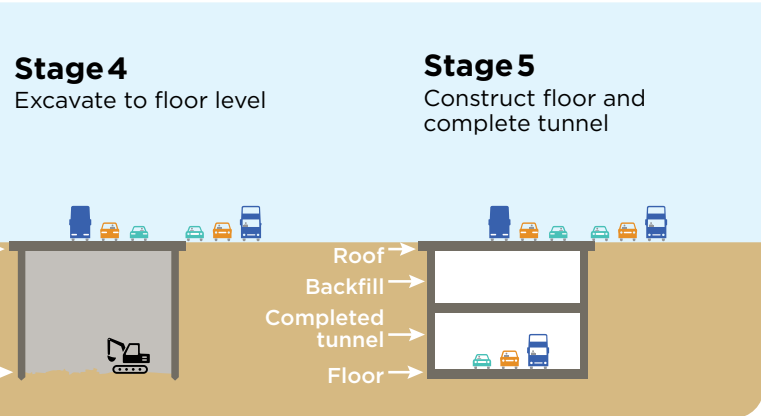 Stage 4
Excavate to floor level
Stage 5
Construct floor and
complete tunnel
Roof
Backfill
Completed
tunnel
Floor